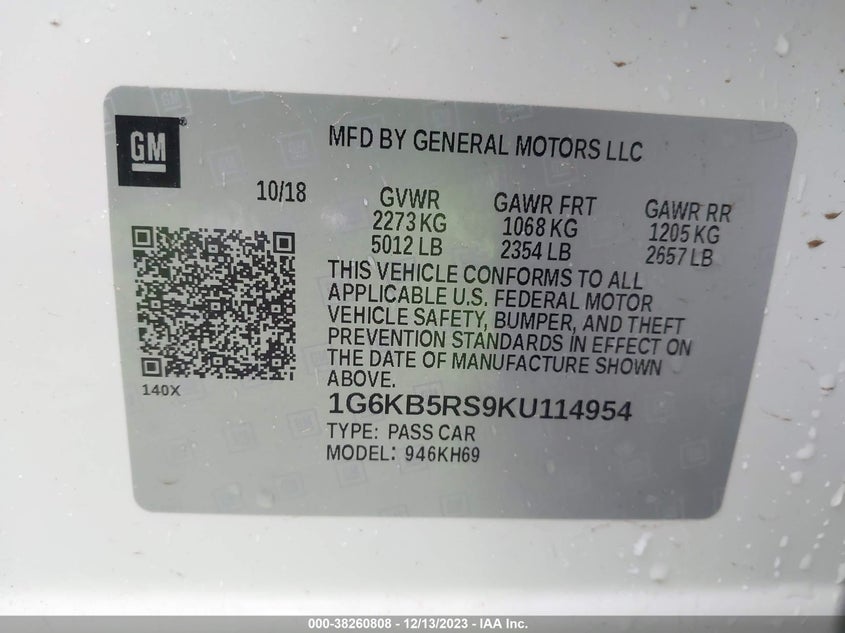 GM
MFD BY GENERAL MOTORS LLC
10/18
GVWR
2273 KG
5012 LB
GAWR FRT
1068 KG
2354 LB
GAWR RR
1205 KG
2657 LB
THIS VEHICLE CONFORMS TO ALL
APPLICABLE U.S. FEDERAL MOTOR
VEHICLE SAFETY, BUMPER, AND THEFT
PREVENTION STANDARDS IN EFFECT ON
THE DATE OF MANUFACTURE SHOWN
ABOVE.
140X
1G6KB5RS9KU114954
TYPE: PASS CAR
MODEL: 946KH69
000-38260808 - 12/13/2023 - IAA, Inc.